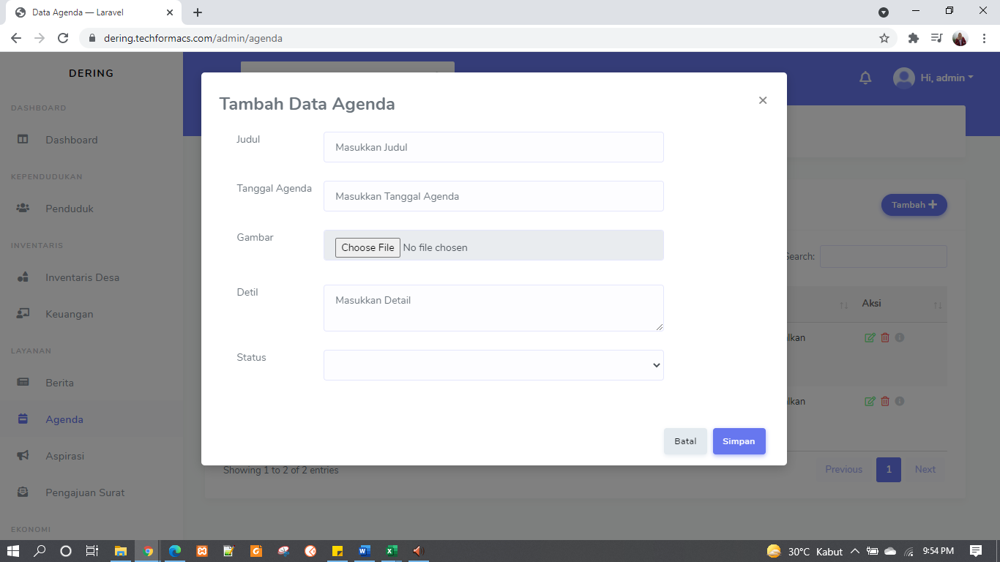 Data Agenda — Laravel
dering.techformacs.com/admin/agenda
DERING
Hi, admin
DASHBOARD
Dashboard
KEPENDUDUKAN
Penduduk
INVENTARIS
Inventaris Desa
Keuangan
LAYANAN
Berita
Agenda
Aspirasi
Pengajuan Surat
EKONOMI
Tambah Data Agenda
×
Judul
Masukkan Judul
Tanggal Agenda
Masukkan Tanggal Agenda
Gambar
Choose File No file chosen
Detil
Masukkan Detail
Status
Batal
Simpan
Tambah
Search:
Aksi
Showing 1 to 2 of 2 entries
Previous 1 Next
30°C Kabut
9:54 PM